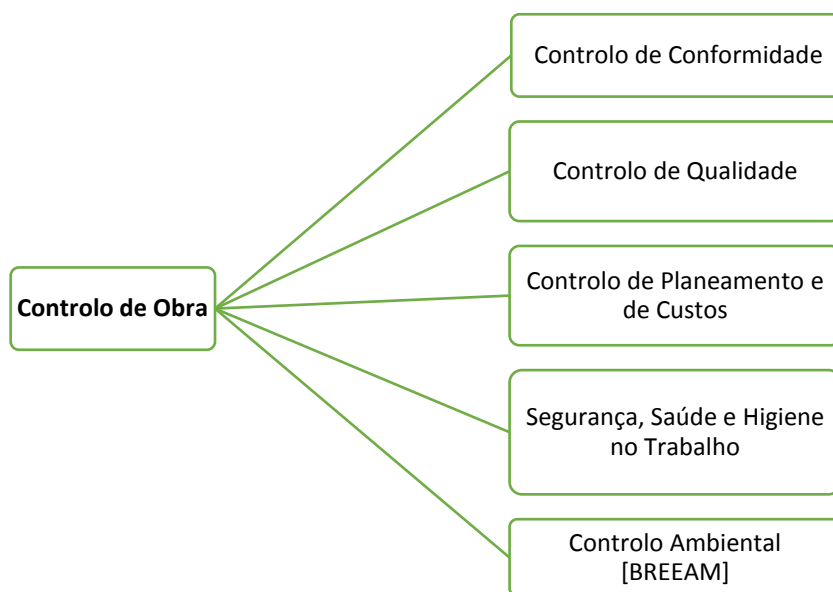 Controlo de Conformidade
Controlo de Qualidade
Controlo de Obra
Controlo de Planeamento e
de Custos
Segurança, Saúde e Higiene
no Trabalho
Controlo Ambiental
[BREEAM]